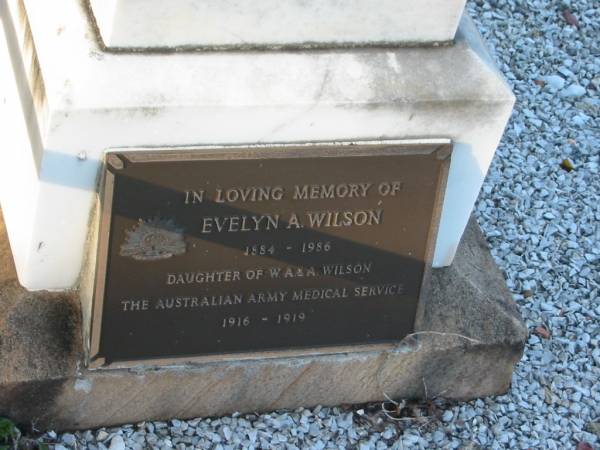 IN LOVING MEMORY OF
EVELYN A. WILSON
1884 - 1986
DAUGHTER OF W.A.& A. WILSON
THE AUSTRALIAN ARMY MEDICAL SERVICE
1916 - 1919